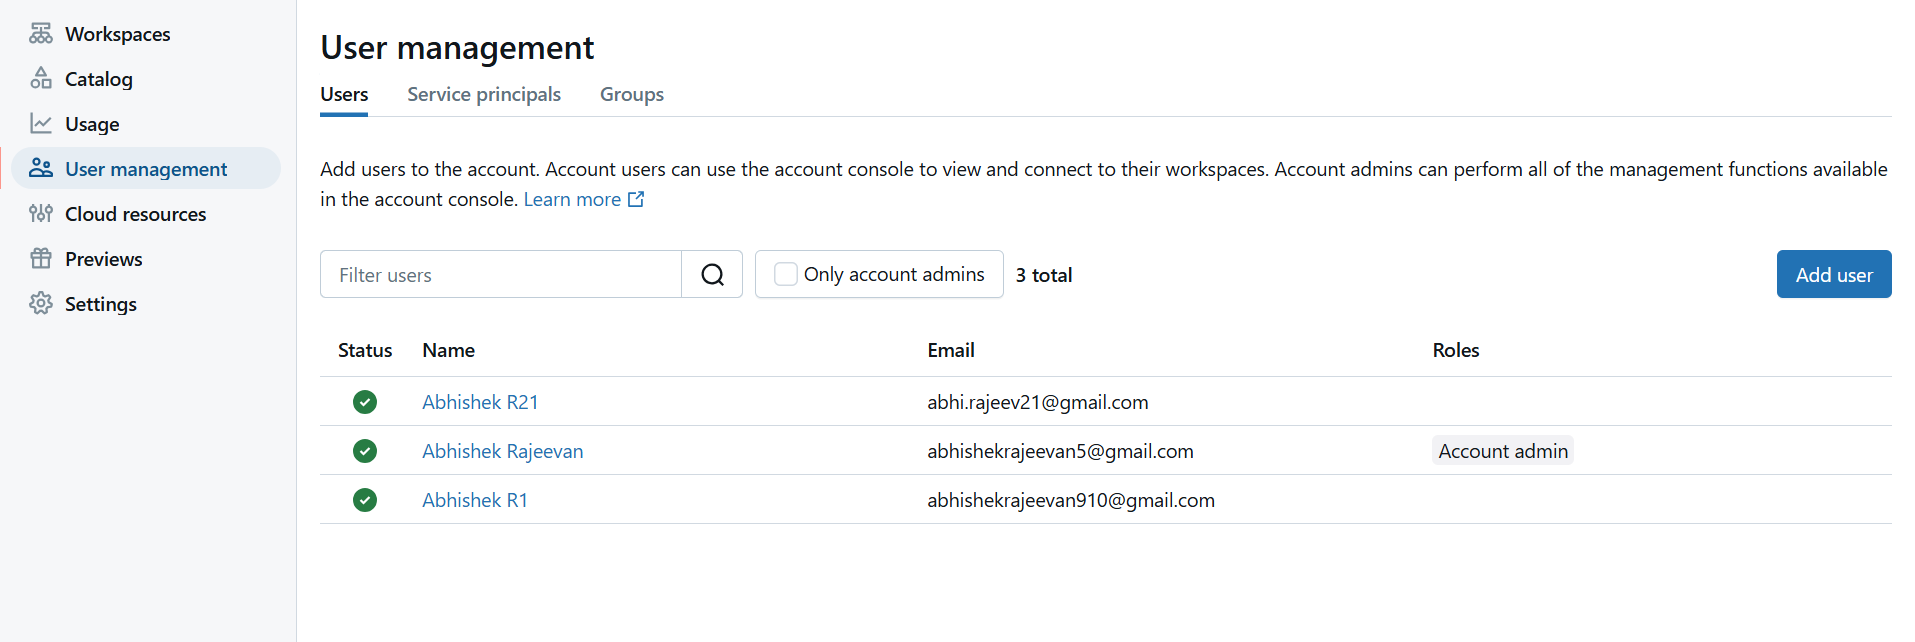 Workspaces
Catalog
Usage
User management
Cloud resources
Previews
Settings
User management
Users Service principals Groups
Add users to the account. Account users can use the account console to view and connect to their workspaces. Account admins can perform all of the management functions available
in the account console. Learn more
Filter users Only account admins 3 total Add user
Status Name Email Roles
Abhishek R21 abhi.rajeev21@gmail.com
Abhishek Rajeevan abhishekrajeevan5@gmail.com Account admin
Abhishek R1 abhishekrajeevan910@gmail.com